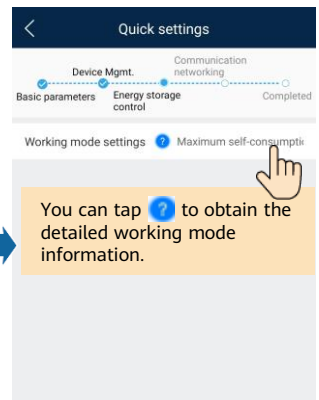 Quick settings
Communication
Device Mgmt. networking
Basic parameters Energy storage Completed
control
Working mode settings ? Maximum self-consumptic
You can tap ? to obtain the
detailed working mode
information.